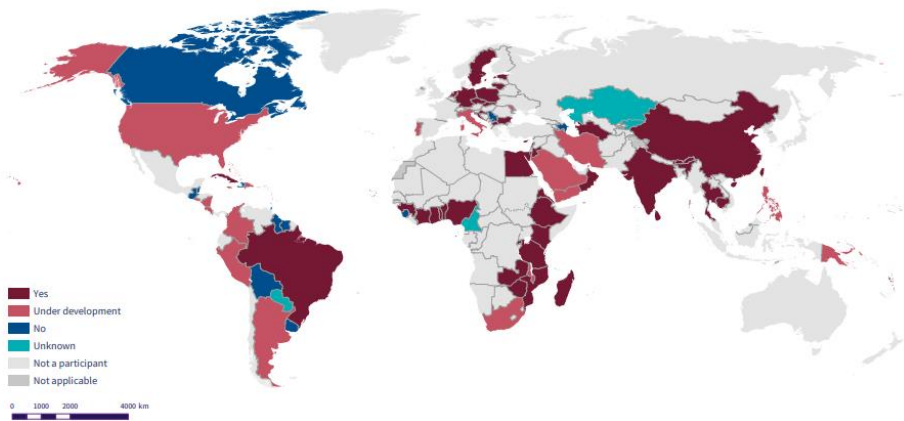 Yes
Under development
No
Unknown
Not a participant
Not applicable
0 1000 2000 4000 km